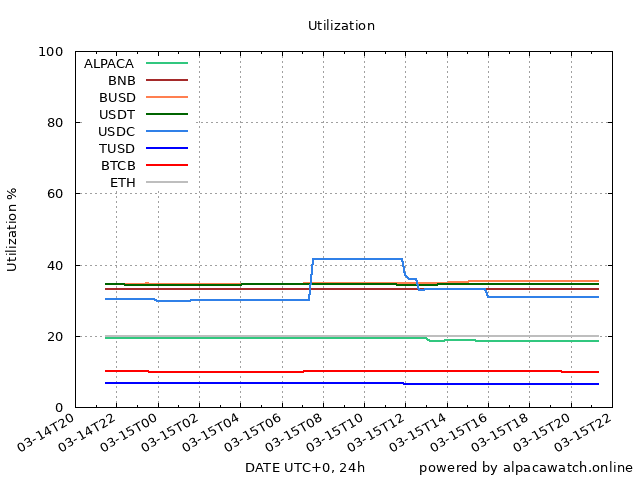 Utilization
100
80
60
40
20
0
Utilization %
ALPACA
BNB
BUSD
USDT
USDC
TUSD
BTCB
ETH
03-14T20
03-14T22
03-15T00
03-15T02
03-15T04
03-15T06
03-15T08
03-15T10
03-15T12
03-15T14
03-15T16
03-15T18
03-15T20
03-15T22
DATE UTC+0, 24h
powered by alpacawatch.online